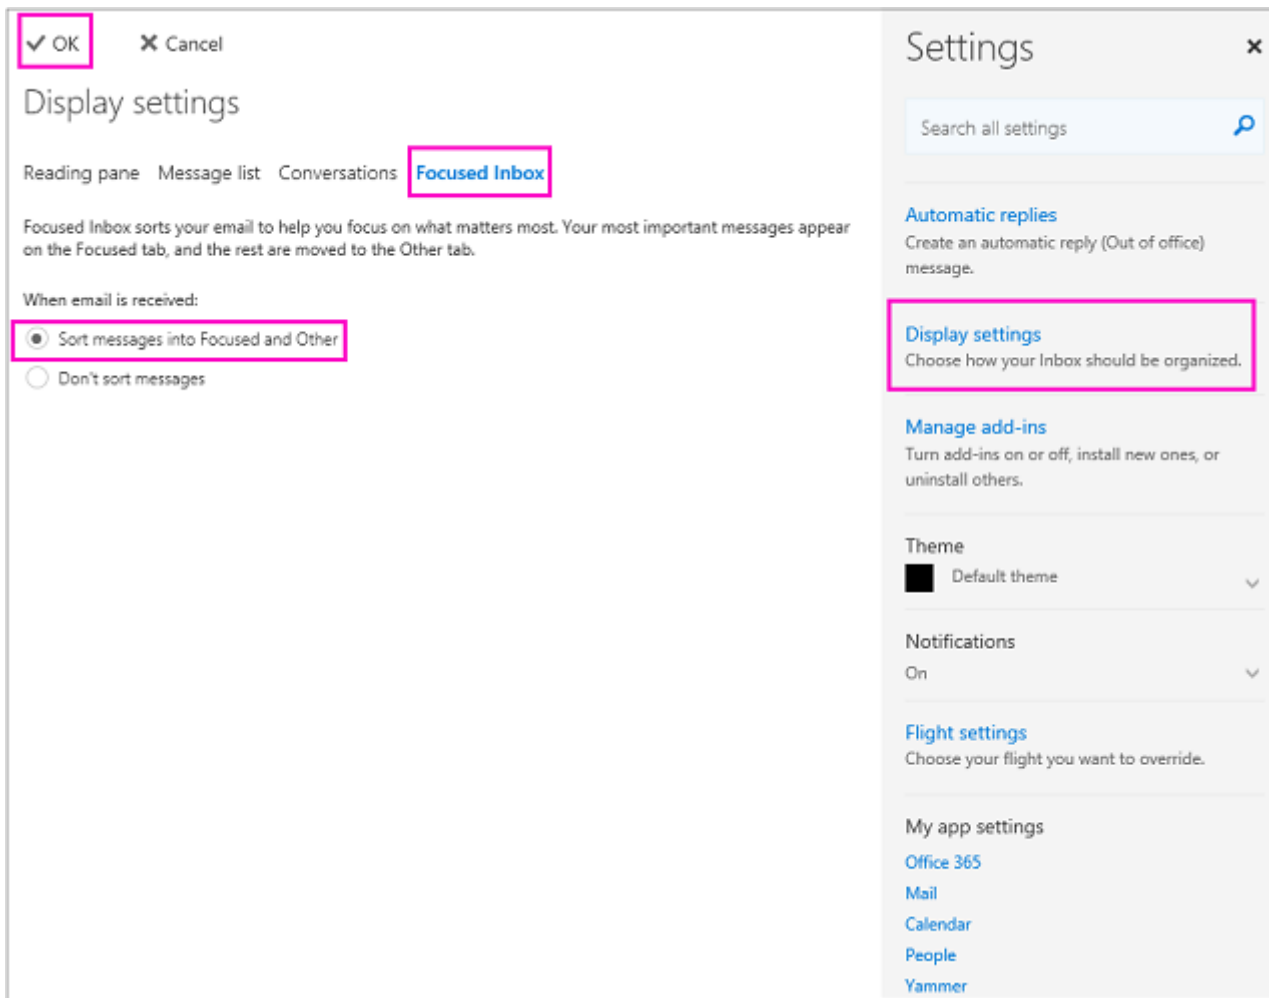 OK
Cancel
Display settings
Reading pane Message list Conversations Focused Inbox
Focused Inbox sorts your email to help you focus on what matters most. Your most important messages appear
on the Focused tab, and the rest are moved to the Other tab.
When email is received:
Sort messages into Focused and Other
Don't sort messages
Settings
Search all settings
Automatic replies
Create an automatic reply (Out of office)
message.
Display settings
Choose how your Inbox should be organized.
Manage add-ins
Turn add-ins on or off, install new ones, or
uninstall others.
Theme
Default theme
Notifications
On
Flight settings
Choose your flight you want to override.
My app settings
Office 365
Mail
Calendar
People
Yammer